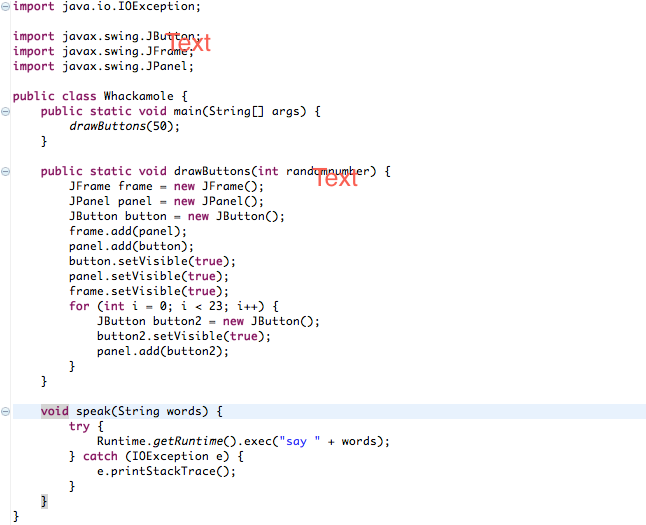 import java.io.IOException;
import javax.swing.JButton;
Text
import javax.swing.JFrame;
import javax.swing.JPanel;
public class Whackamole {
public static void main(String[] args) {
drawButtons(50);
}
public static void drawButtons(int randomnumber) {
Text
JFrame frame = new JFrame();
JPanel panel = new JPanel();
JButton button = new JButton();
frame.add(panel);
panel.add(button);
button.setVisible(true);
panel.setVisible(true);
frame.setVisible(true);
for (int i = 0; i < 23; i++) {
JButton button2 = new JButton();
button2.setVisible(true);
panel.add(button2);
}
}
void speak(String words) {
try {
Runtime.getRuntime().exec("say " + words);
} catch (IOException e) {
e.printStackTrace();
}
}
}